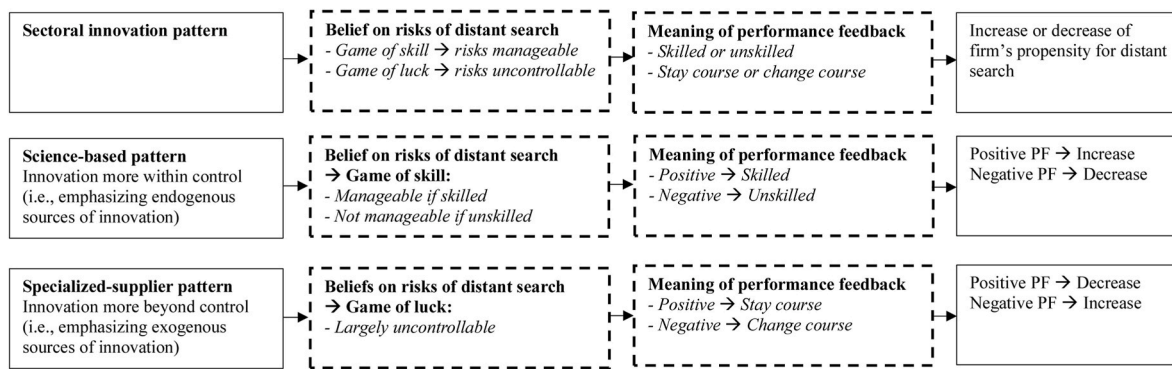 Sectoral innovation pattern
Belief on risks of distant search
- Game of skill → risks manageable
- Game of luck → risks uncontrollable
Meaning of performance feedback
- Skilled or unskilled
- Stay course or change course
Increase or decrease of
firm's propensity for distant
search
Science-based pattern
Innovation more within control
(i.e., emphasizing endogenous
sources of innovation)
Belief on risks of distant search
→ Game of skill:
- Manageable if skilled
- Not manageable if unskilled
Meaning of performance feedback
- Positive → Skilled
- Negative → Unskilled
Positive PF → Increase
Negative PF → Decrease
Specialized-supplier pattern
Innovation more beyond control
(i.e., emphasizing exogenous
sources of innovation)
Beliefs on risks of distant search
→ Game of luck:
- Largely uncontrollable
Meaning of performance feedback
- Positive → Stay course
- Negative → Change course
Positive PF → Decrease
Negative PF → Increase